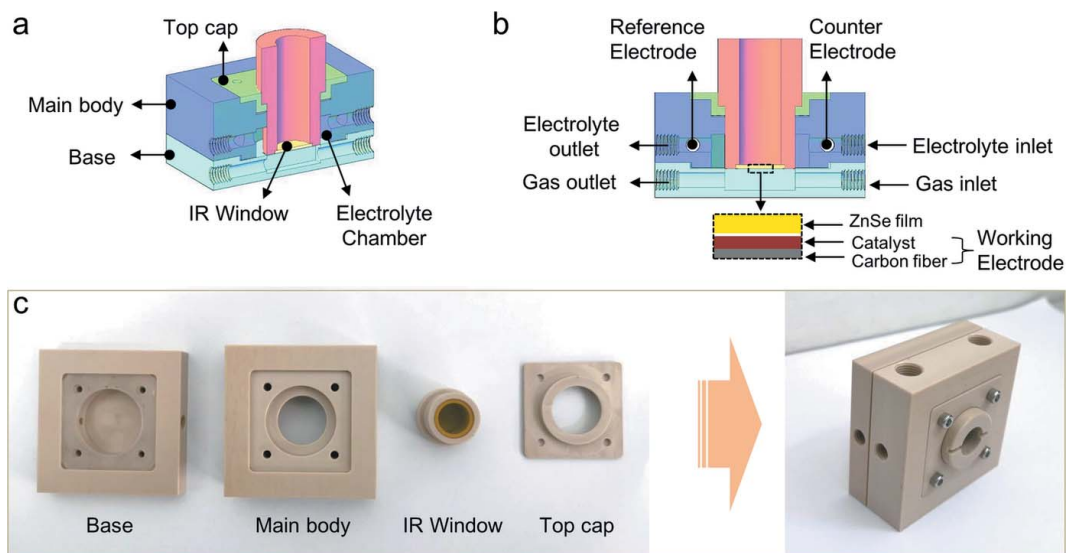 a
Top cap
Main body
Base
IR Window
Electrolyte
Chamber
b
Reference
Electrode
Counter
Electrode
Electrolyte
outlet
Electrolyte inlet
Gas outlet
Gas inlet
ZnSe film
Catalyst
Carbon fiber
Working
Electrode
c
Base
Main body
IR Window
Top cap